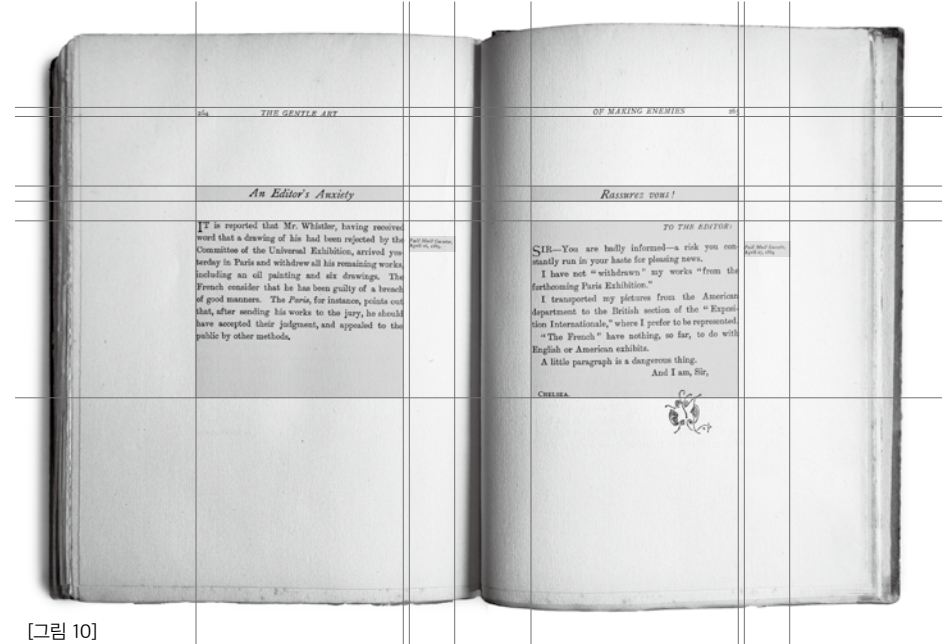 264 THE GENTLE ART
An Editor's Anxiety
IT is reported that Mr. Whistler, having received
word that a drawing of his had been rejected by the
Committee of the Universal Exhibition, arrived yes-
terday in Paris and withdrew all his remaining works,
including an oil painting and six drawings. The
French consider that he has been guilty of a breach
of good manners. The Paris, for instance, points out
that, after sending his works to the jury, he should
have accepted their judgment, and appealed to the
public by other methods.
Pall Mall Gazette,
April
OF MAKING ENEMIES 265
Rassurez vous!
TO THE EDITOR:
SIR—You are badly informed—a risk you con-
stantly run in your haste for pleasing news.
I have not "withdrawn" my works "from the
forthcoming Paris Exhibition."
I transported my pictures from the American
department to the British section of the "Exposi-
tion Internationale," where I prefer to be represented.
"The French" have nothing, so far, to do with
English or American exhibits.
A little paragraph is a dangerous thing.
And I am, Sir,
CHELSEA.
Pall Mall Gazette,
April
[그림 10]